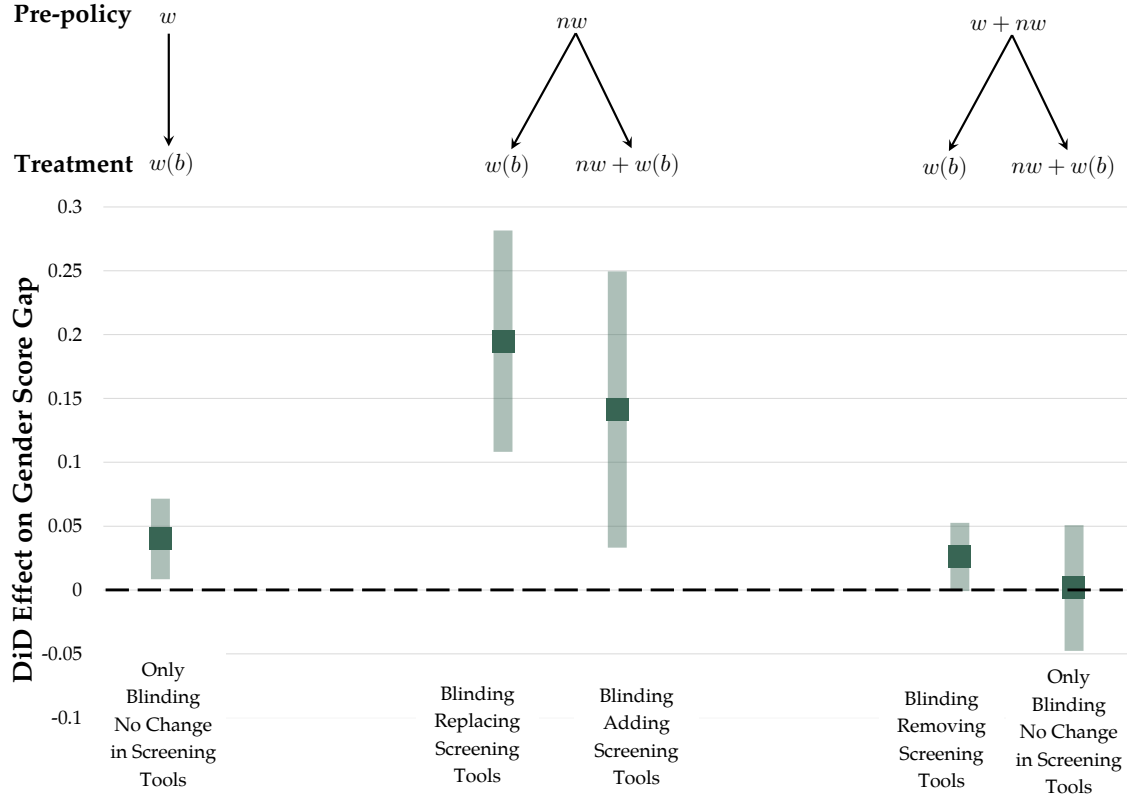 Pre-policy w nw w + nw
Treatment w(b) w(b) nw + w(b) w(b) nw + w(b)
DiD Effect on Gender Score Gap
0.3
0.25
0.2
0.15
0.1
0.05
0
-0.05
-0.1
Only
Blinding
No Change
in Screening
Tools
Blinding
Replacing
Screening
Tools
Blinding
Adding
Screening
Tools
Blinding
Removing
Screening
Tools
Only
Blinding
No Change
in Screening
Tools